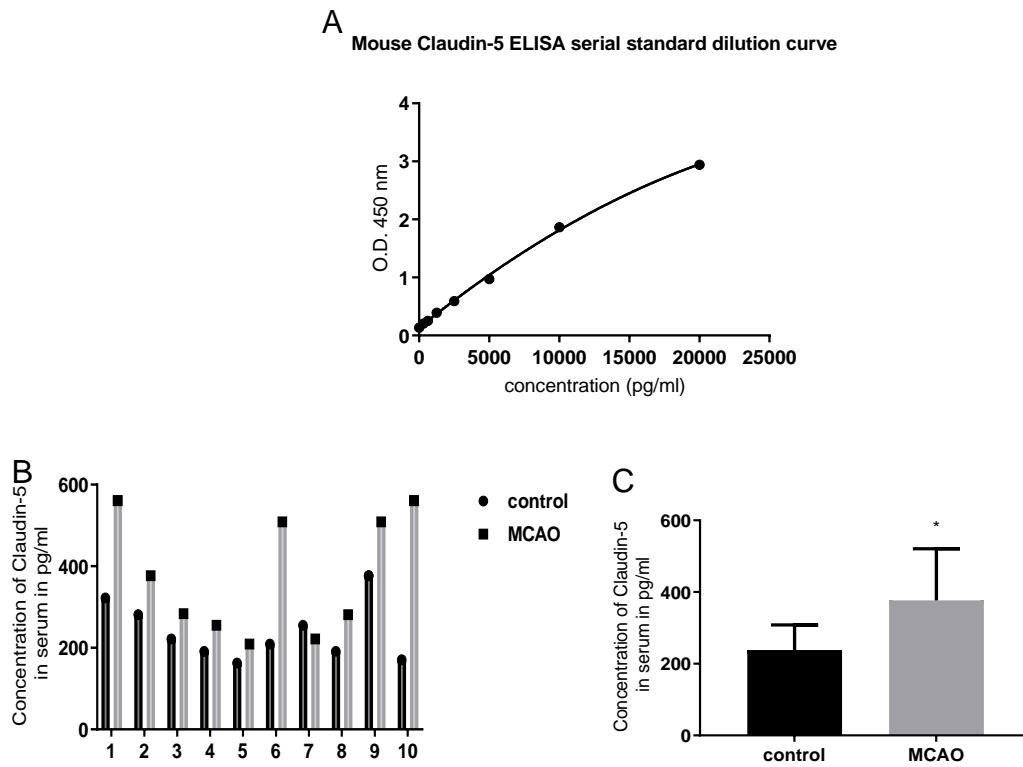 A
Mouse Claudin-5 ELISA serial standard dilution curve
4
3
2
1
0
O.D. 450 nm
0 5000 10000 15000 20000 25000
concentration (pg/ml)
B
Concentration of Claudin-5
in serum in pg/ml
600
400
200
0
1 2 3 4 5 6 7 8 9 10
control
MCAO
C
Concentration of Claudin-5
in serum in pg/ml
600
400
200
0
*
control MCAO